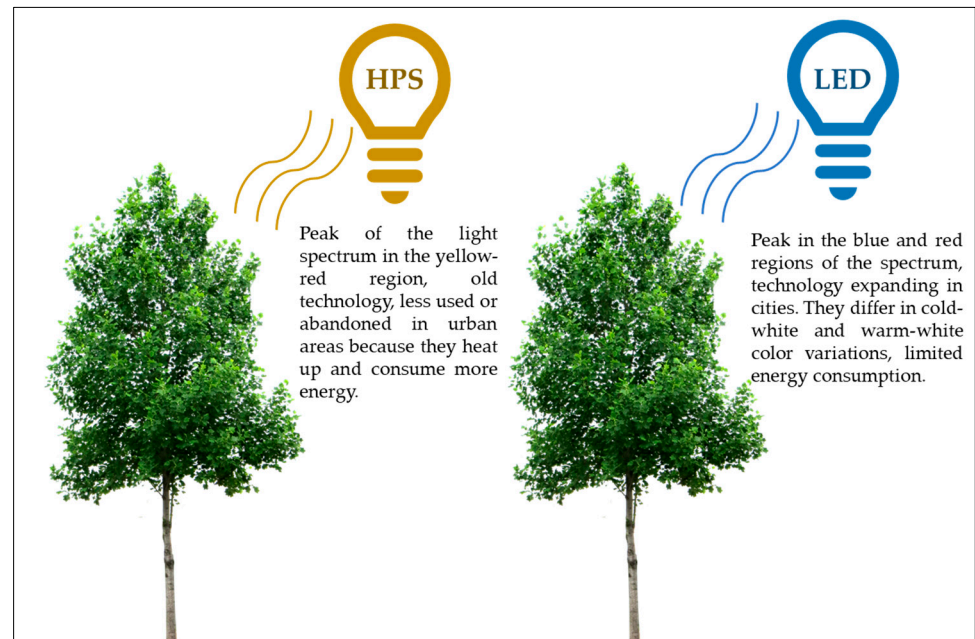 HPS
Peak of the light
spectrum in the yellow-
red region, old
technology, less used or
abandoned in urban
areas because they heat
up and consume more
energy.
LED
Peak in the blue and red
regions of the spectrum,
technology expanding in
cities. They differ in cold-
white and warm-white
color variations, limited
energy consumption.